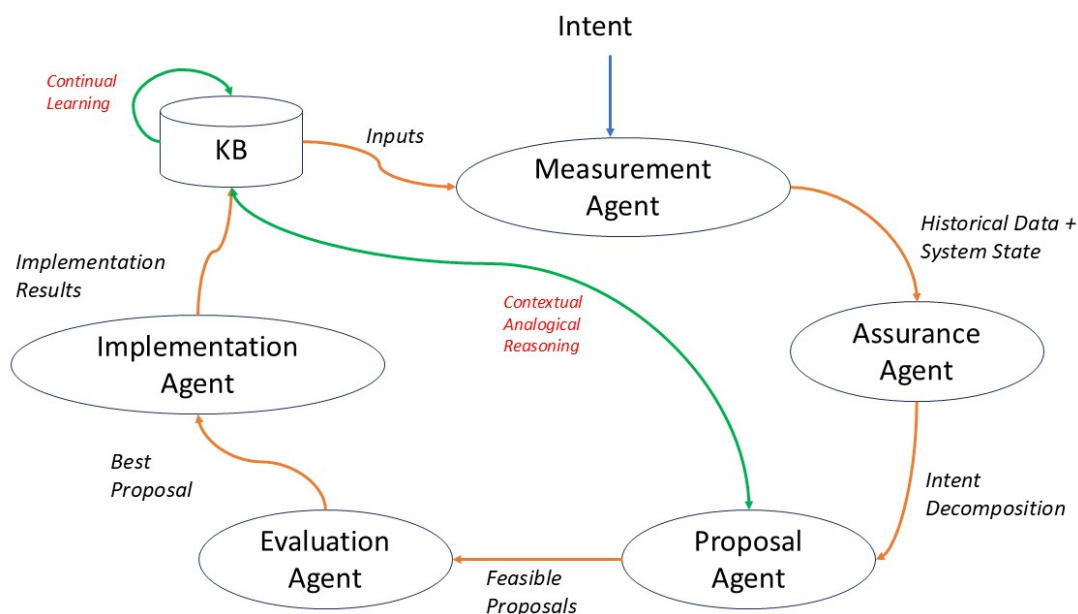 Intent
Continual
Learning
KB
Inputs
Measurement
Agent
Historical Data +
System State
Implementation
Results
Contextual
Analogical
Reasoning
Assurance
Agent
Implementation
Agent
Best
Proposal
Intent
Decomposition
Evaluation
Agent
Feasible
Proposals
Proposal
Agent